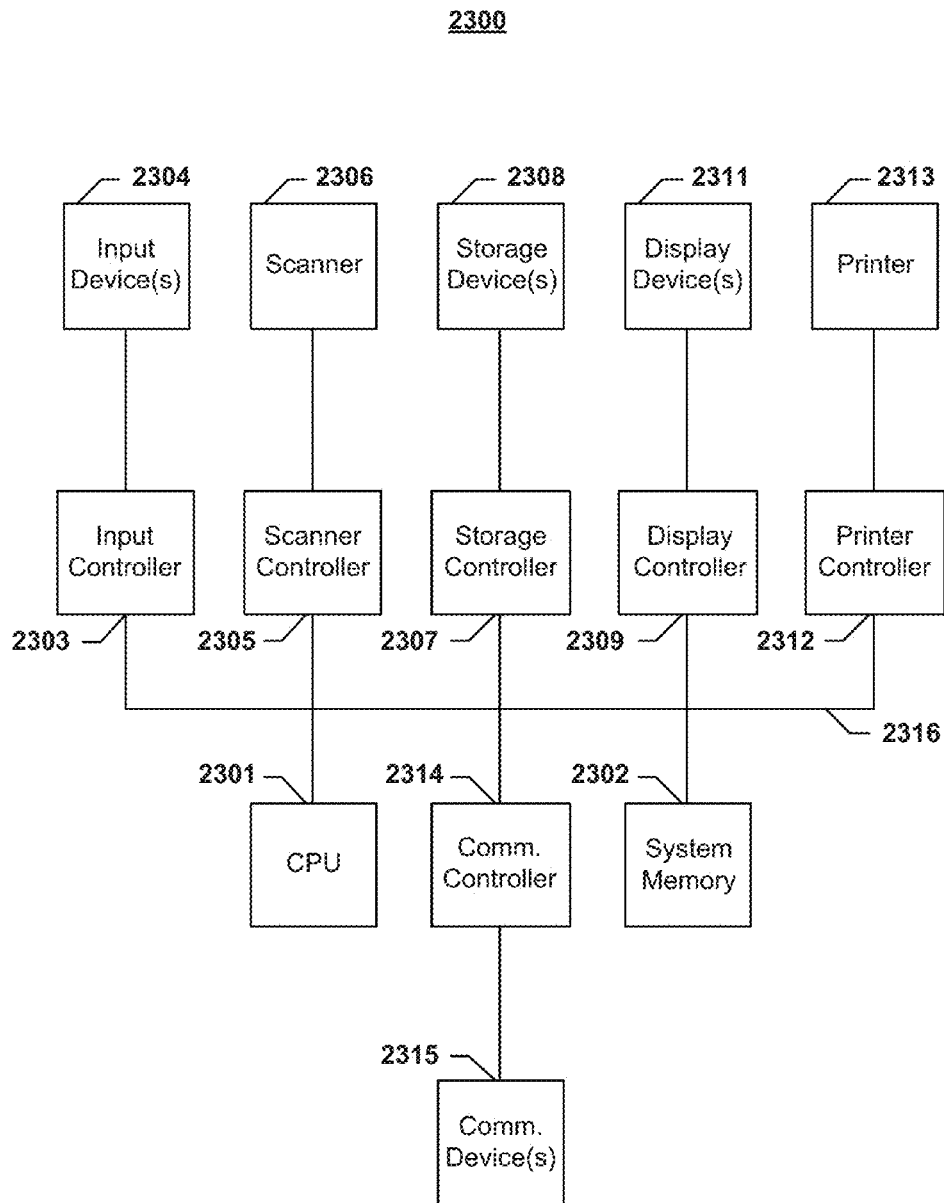 2300
2304
2306
2308
2311
2313
Input
Device(s)
Scanner
Storage
Device(s)
Display
Device(s)
Printer
Input
Controller
Scanner
Controller
Storage
Controller
Display
Controller
Printer
Controller
2303
2305
2307
2309
2312
2316
2301
2314
2302
CPU
Comm.
Controller
System
Memory
2315
Comm.
Device(s)